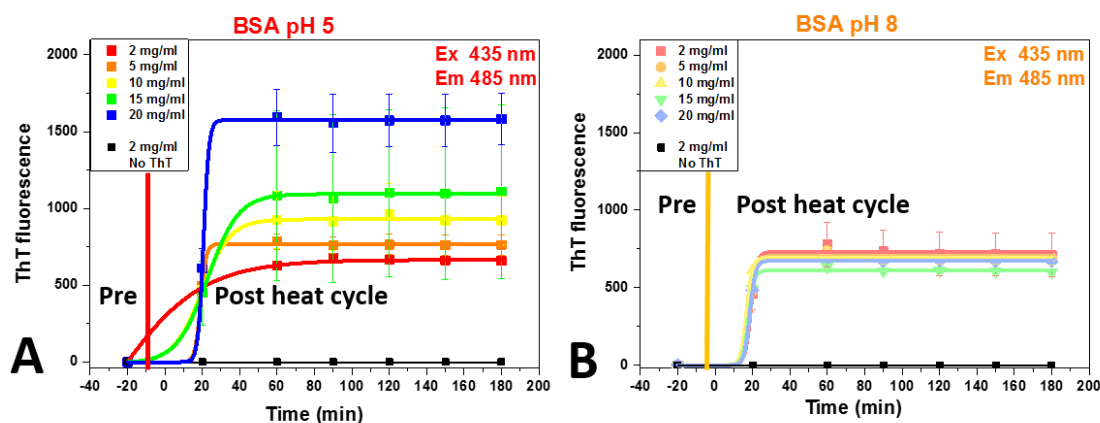 BSA pH 5
2 mg/ml
5 mg/ml
10 mg/ml
15 mg/ml
20 mg/ml
2 mg/ml
No ThT
Ex 435 nm
Em 485 nm
Pre
Post heat cycle
ThT fluorescence
2000
1500
1000
500
0
-40 -20 0 20 40 60 80 100 120 140 160 180 200
Time (min)
A
BSA pH 8
2 mg/ml
5 mg/ml
10 mg/ml
15 mg/ml
20 mg/ml
2 mg/ml
No ThT
Ex 435 nm
Em 485 nm
Pre
Post heat cycle
ThT fluorescence
2000
1500
1000
500
0
-40 -20 0 20 40 60 80 100 120 140 160 180 200
Time (min)
B